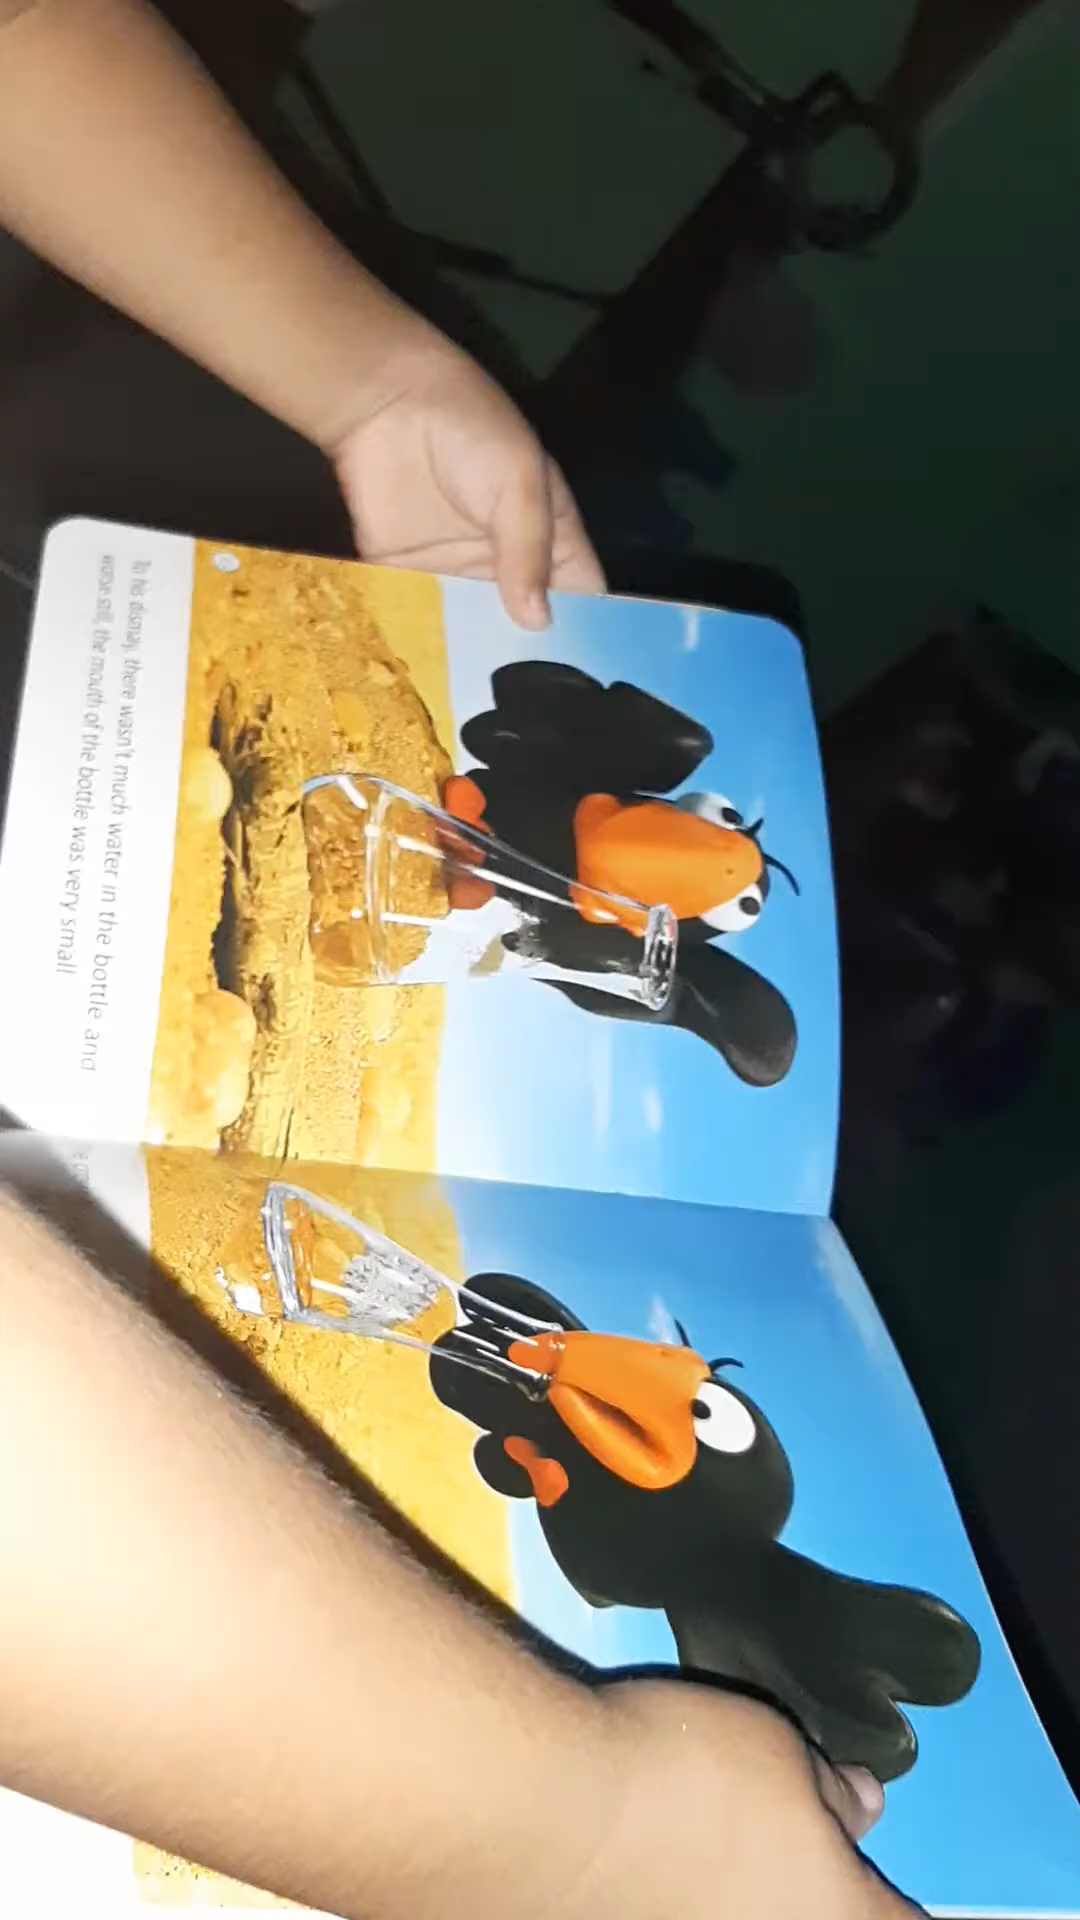 To his dismay, there wasn't much water in the bottle and
worse still, the mouth of the bottle was very small